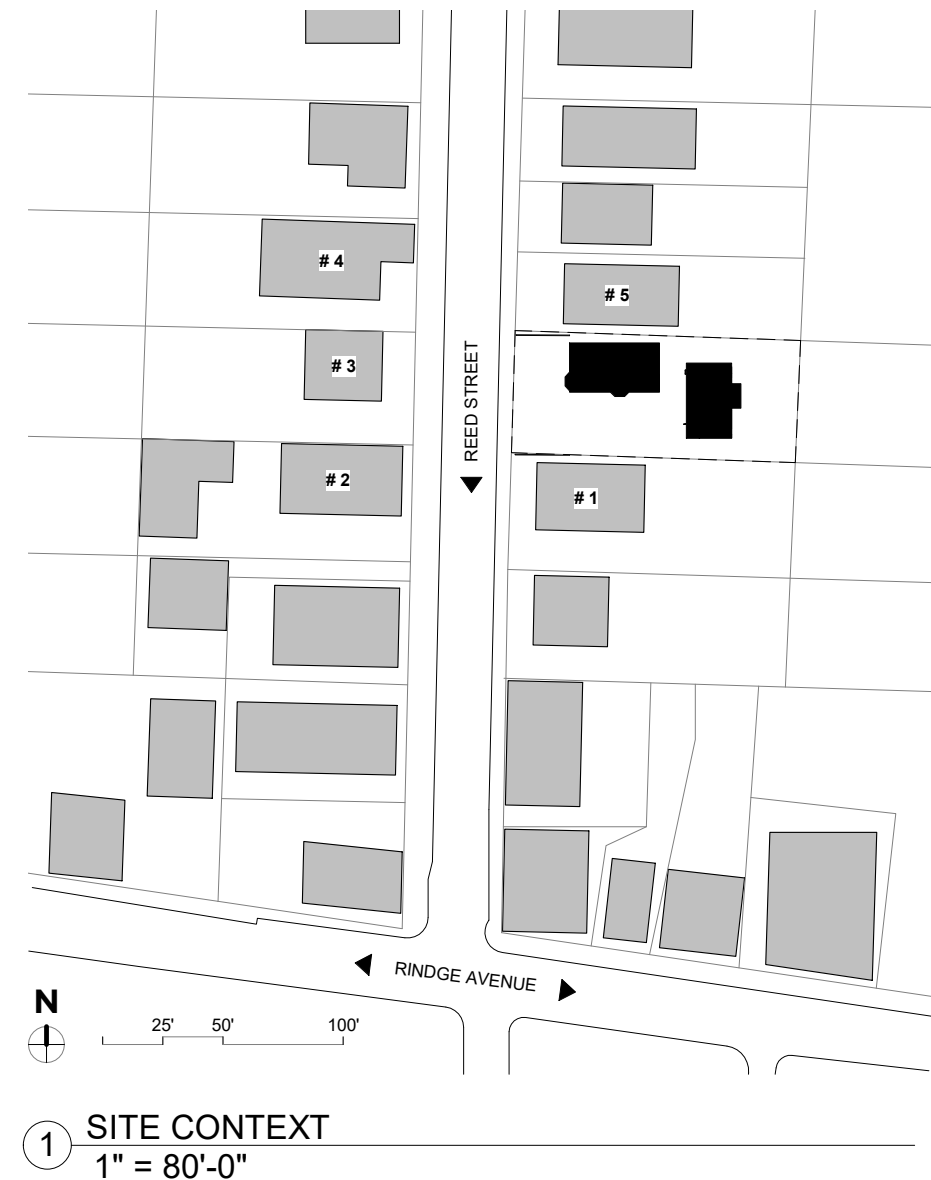 # 4
# 5
# 3
REED STREET
# 2
# 1
RINDGE AVENUE
N
25' 50' 100'
1 SITE CONTEXT
1" = 80'-0"